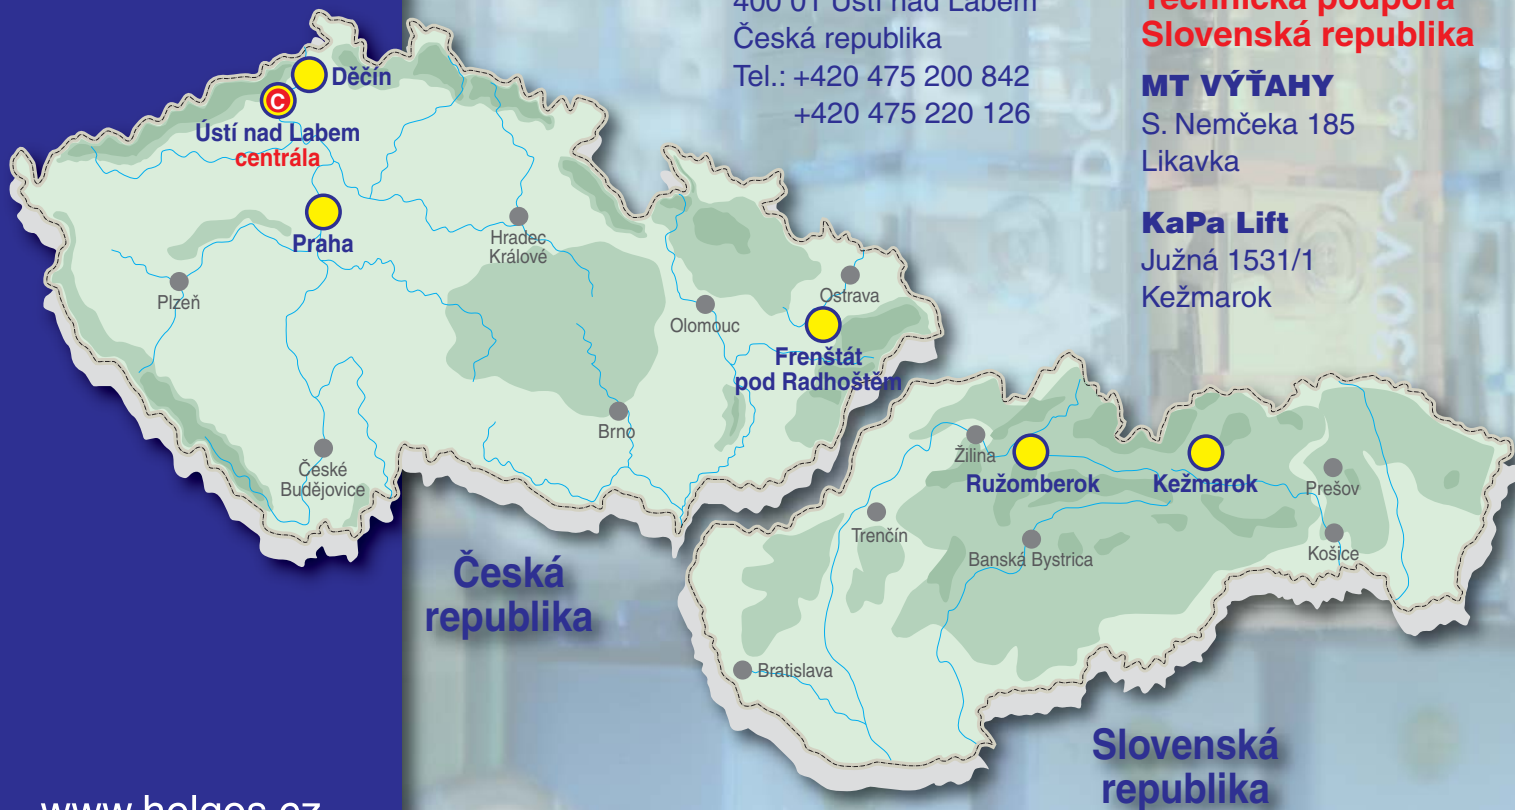 400 01 Ústí nad Labem
Česká republika
Tel.: +420 475 200 842
+420 475 220 126
Technická podpora
Slovenská republika
MT VÝŤAHY
S. Nemčeka 185
Likavka
KaPa Lift
Južná 1531/1
Kežmarok
Děčín
C
Ústí nad Labem
centrála
Praha
Hradec
Králové
Plzeň
Ostrava
Olomouc
Frenštát
pod Radhoštěm
Brno
České
Budějovice
Česká
republika
Žilina
Ružomberok
Kežmarok
Prešov
Trenčín
Banská Bystrica
Košice
Bratislava
Slovenská
republika
www.helgos.cz